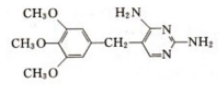 CH₃O H₂N
CH₃O CH₂ N NH₂
CH₃O N